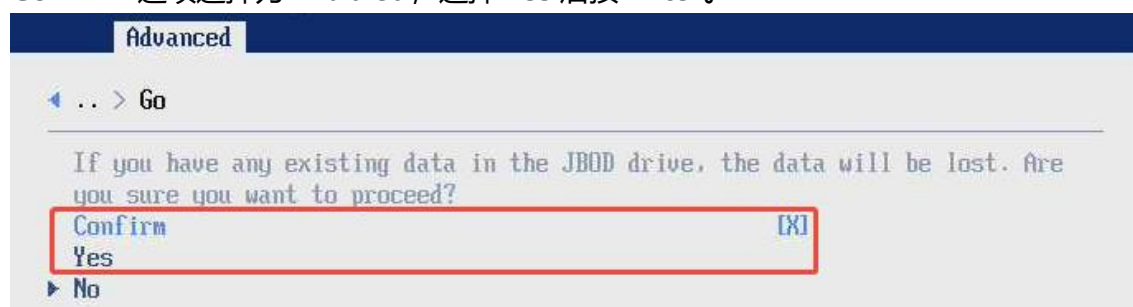 Advanced
.. > Go
If you have any existing data in the JBOD drive, the data will be lost. Are
you sure you want to proceed?
Confirm [X]
Yes
No